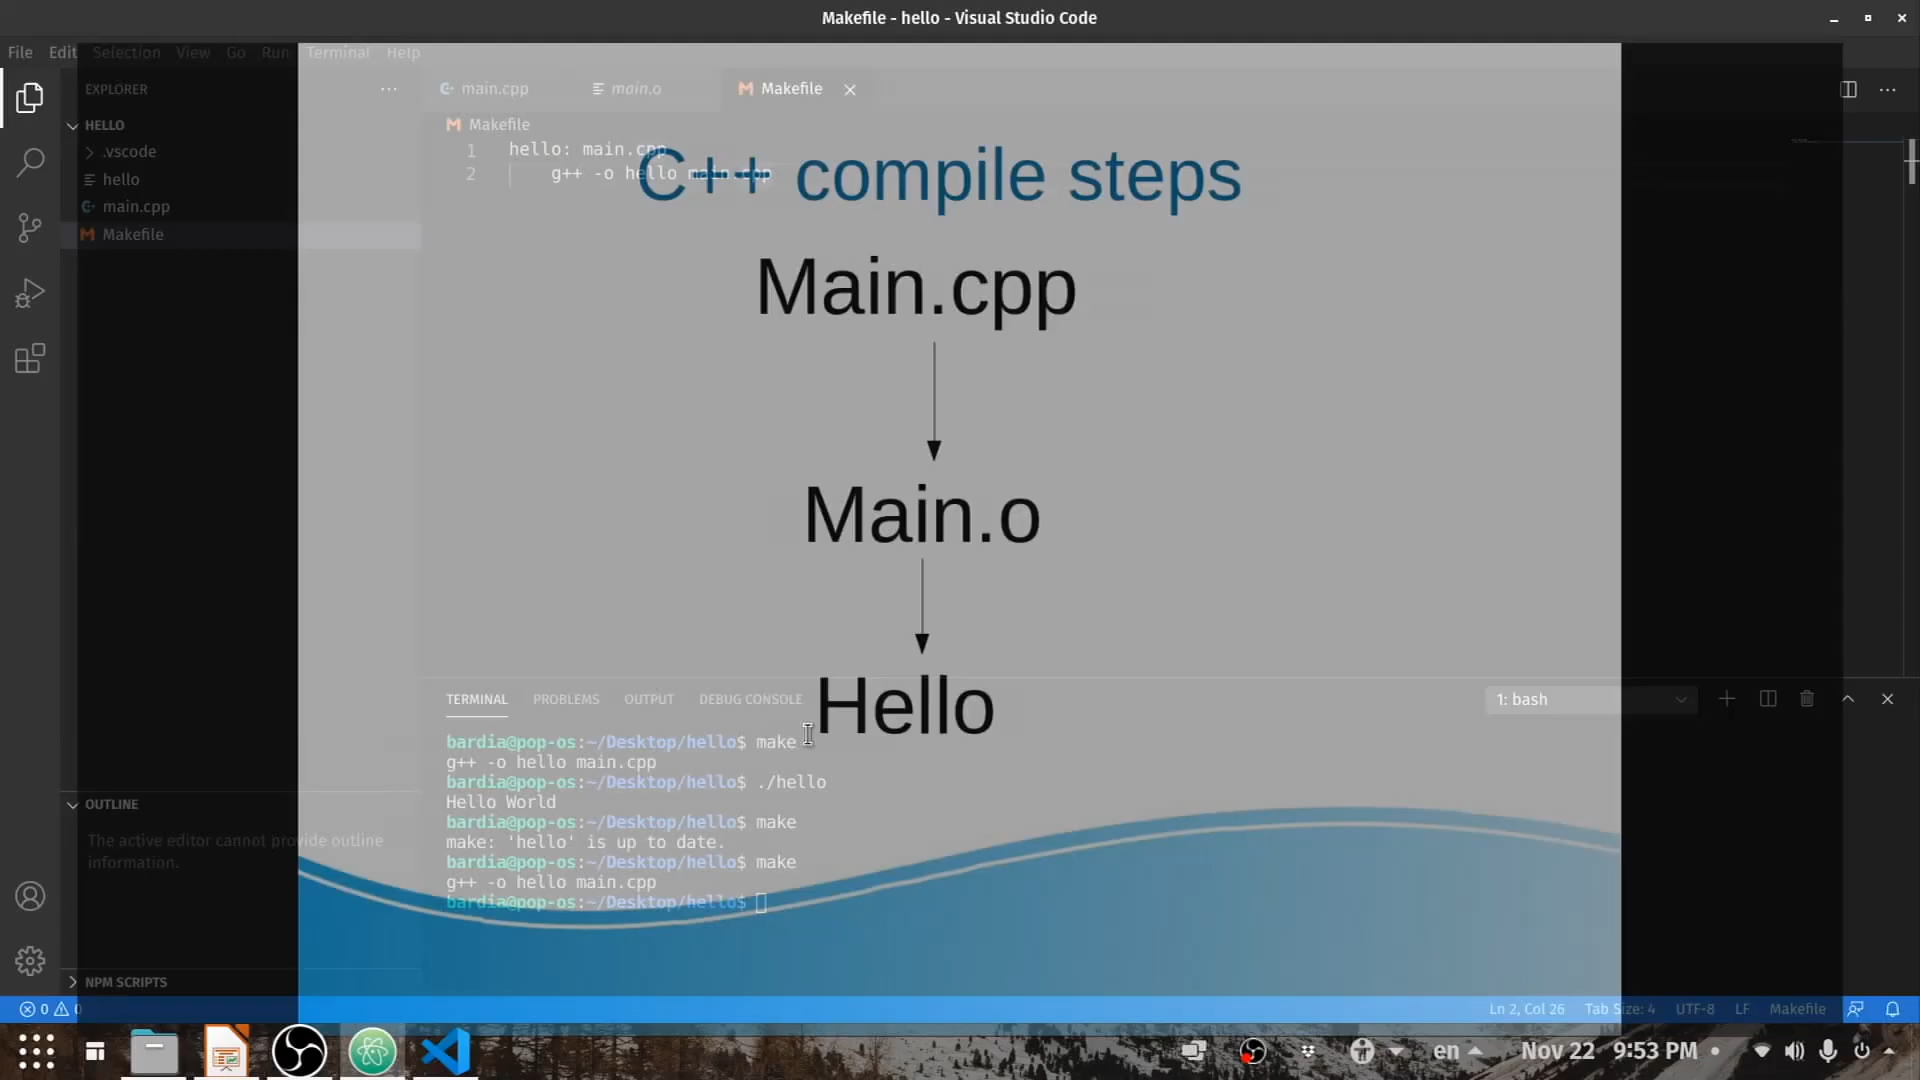 Makefile - hello - Visual Studio Code
File Edit Selection View Go Run Terminal Help
EXPLORER
main.cpp
main.o
Makefile
HELLO
Makefile
.vscode
hello
main.cpp
Makefile
1 hello: main.cpp
2 g++ -o hello main.cpp
C++ compile steps
Main.cpp
Main.o
Hello
TERMINAL PROBLEMS OUTPUT DEBUG CONSOLE
1: bash
bardia@pop-os:~/Desktop/hello$ make
g++ -o hello main.cpp
bardia@pop-os:~/Desktop/hello$ ./hello
Hello World
bardia@pop-os:~/Desktop/hello$ make
make: 'hello' is up to date.
bardia@pop-os:~/Desktop/hello$ make
g++ -o hello main.cpp
bardia@pop-os:~/Desktop/hello$
OUTLINE
The active editor cannot provide outline
information.
NPM SCRIPTS
0 0
Ln 2, Col 26 Tab Size: 4 UTF-8 LF Makefile
en Nov 22 9:53 PM